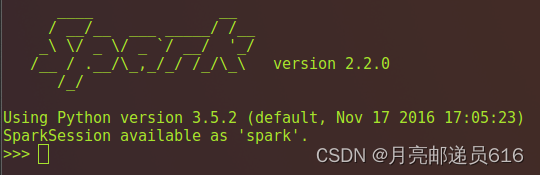 Spark version 2.2.0
Using Python version 3.5.2 (default, Nov 17 2016 17:05:23)
SparkSession available as 'spark'.
>>>
CSDN @月亮邮递员616